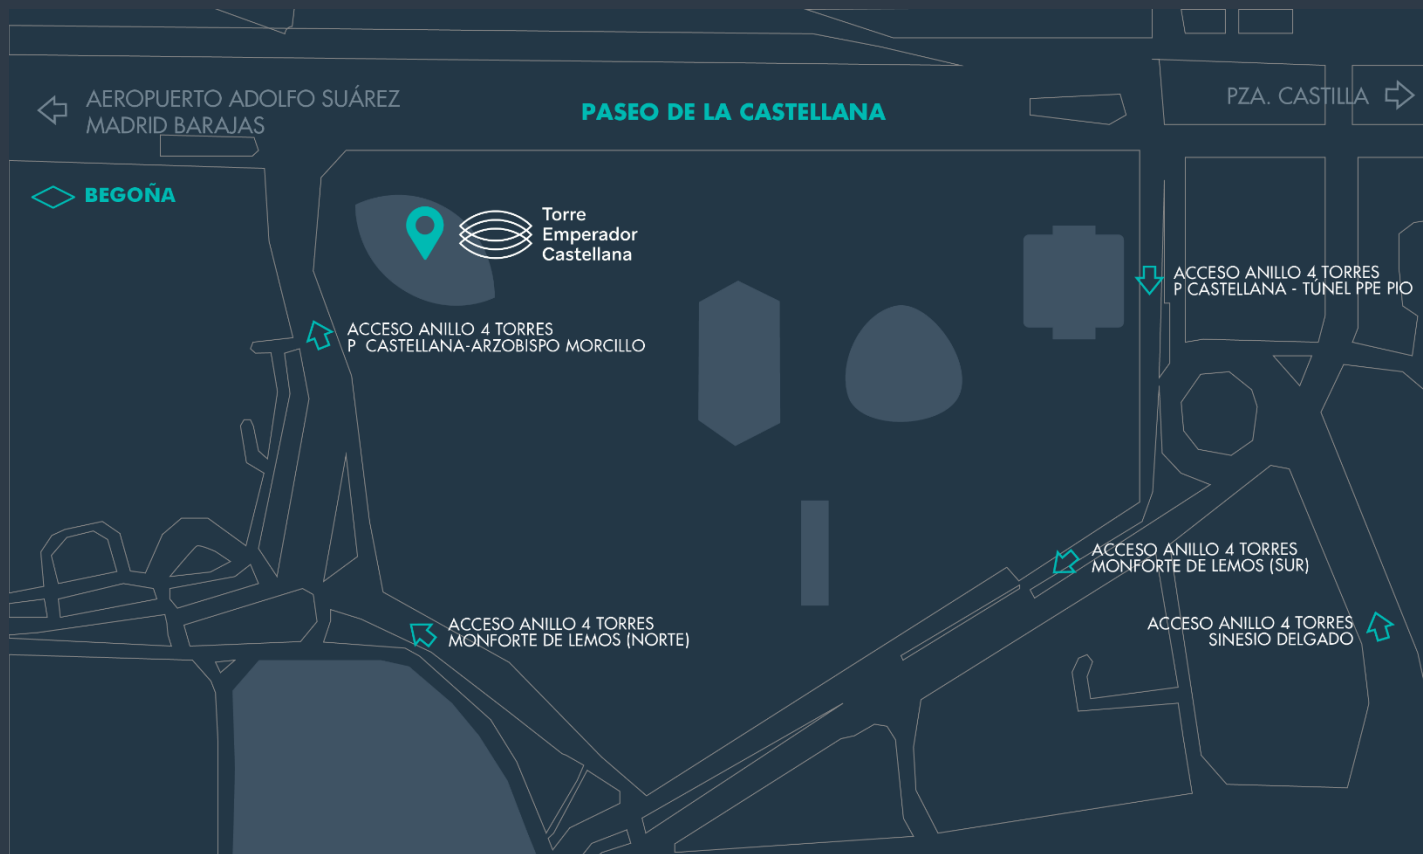 AEROPUERTO ADOLFO SUÁREZ
MADRID BARAJAS
PASEO DE LA CASTELLANA
PZA. CASTILLA
BEGOÑA
Torre
Emperador
Castellana
ACCESO ANILLO 4 TORRES
P CASTELLANA - TÚNEL PPE PIO
ACCESO ANILLO 4 TORRES
P CASTELLANA-ARZOBISPO MORCILLO
ACCESO ANILLO 4 TORRES
MONFORTE DE LEMOS (SUR)
ACCESO ANILLO 4 TORRES
MONFORTE DE LEMOS (NORTE)
ACCESO ANILLO 4 TORRES
SINESIO DELGADO